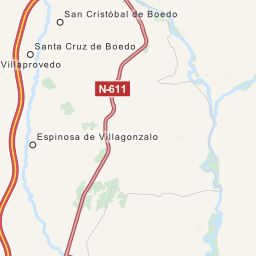 San Cristóbal de Boedo
Santa Cruz de Boedo
Villaprovedo
N-611
Espinosa de Villagonzalo